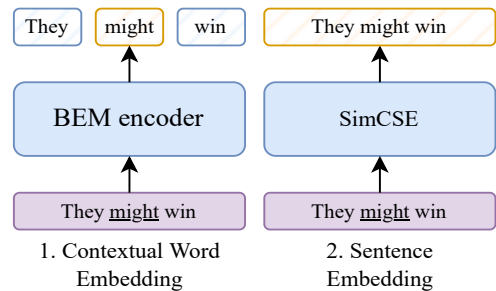 They might win
BEM encoder
They might win
1. Contextual Word
Embedding
They might win
SimCSE
They might win
2. Sentence
Embedding